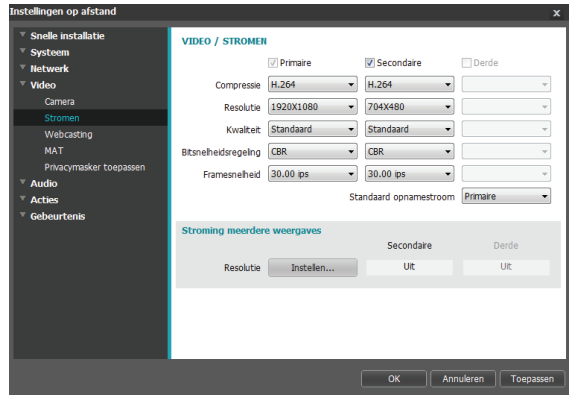 Instellingen op afstand x
Snelle installatie
Systeem
Netwerk
Video
Camera
Stromen
Webcasting
MAT
Privacymasker toepassen
Audio
Acties
Gebeurtenis
VIDEO / STROMEN
Primaire Secondaire Derde
Compressie H.264 H.264
Resolutie 1920X1080 704X480
Kwaliteit Standaard Standaard
Bitsnelheidsregeling CBR CBR
Framesnelheid 30.00 ips 30.00 ips
Standaard opnamestroom Primaire
Stroming meerdere weergaves
Secondaire Derde
Resolutie Instellen... Uit Uit
OK Annuleren Toepassen